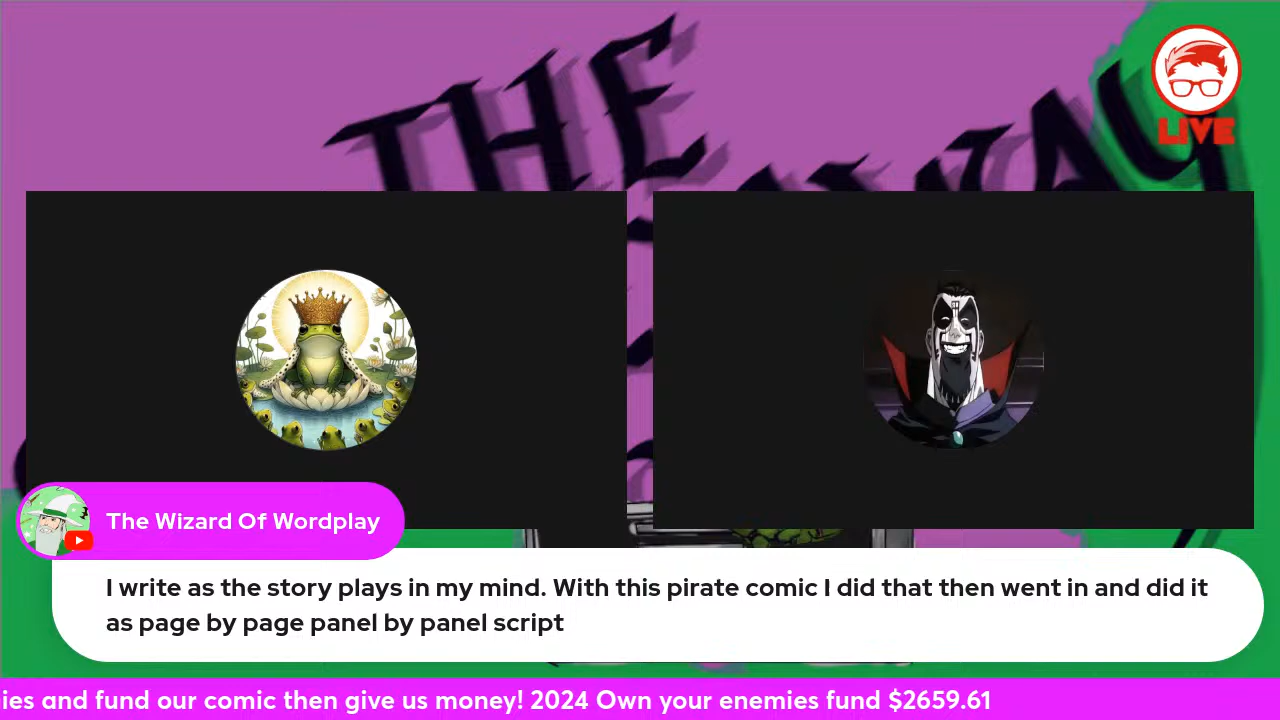 THE
LIVE
The Wizard Of Wordplay
I write as the story plays in my mind. With this pirate comic I did that then went in and did it
as page by page panel by panel script
ies and fund our comic then give us money! 2024 Own your enemies fund $2659.61